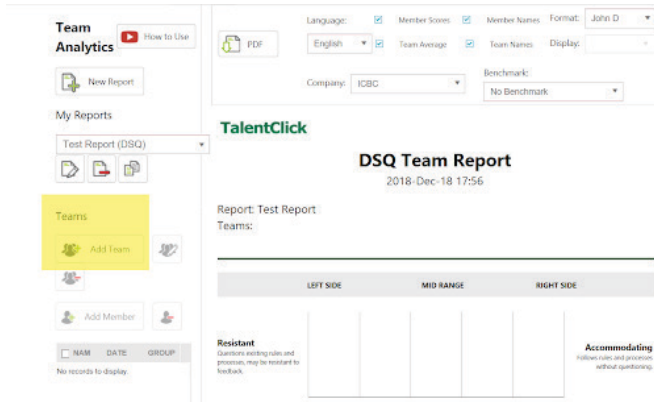 Team
Analytics
How to Use
New Report
My Reports
Test Report (DSQ)
Teams
Add Team
Add Member
NAM DATE GROUP
No records to display.
PDF
Language: Member Scores Member Names Format: John D
English Team Average Team Names Display:
Company: ICBC
Benchmark:
No Benchmark
TalentClick
DSQ Team Report
2018-Dec-18 17:56
Report: Test Report
Teams:
LEFT SIDE MID RANGE RIGHT SIDE
Resistant
Questions existing rules and
processes, may be resistant to
feedback.
Accommodating
Follows rules and processes
without questioning.